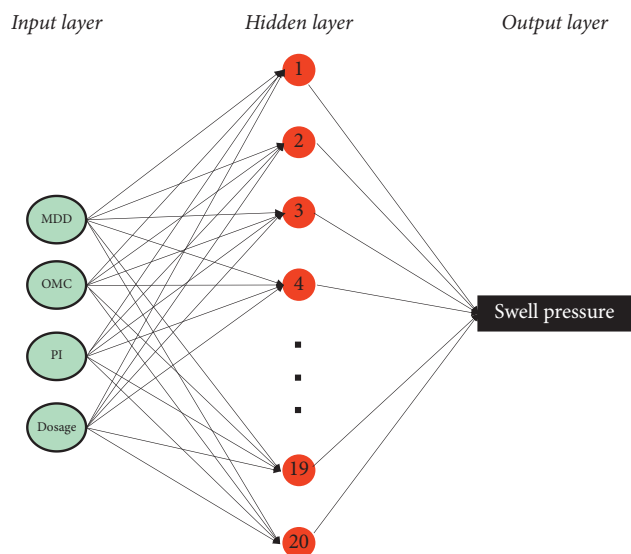 Input layer
Hidden layer
Output layer
MDD
OMC
PI
Dosage
1
2
3
4
19
20
Swell pressure